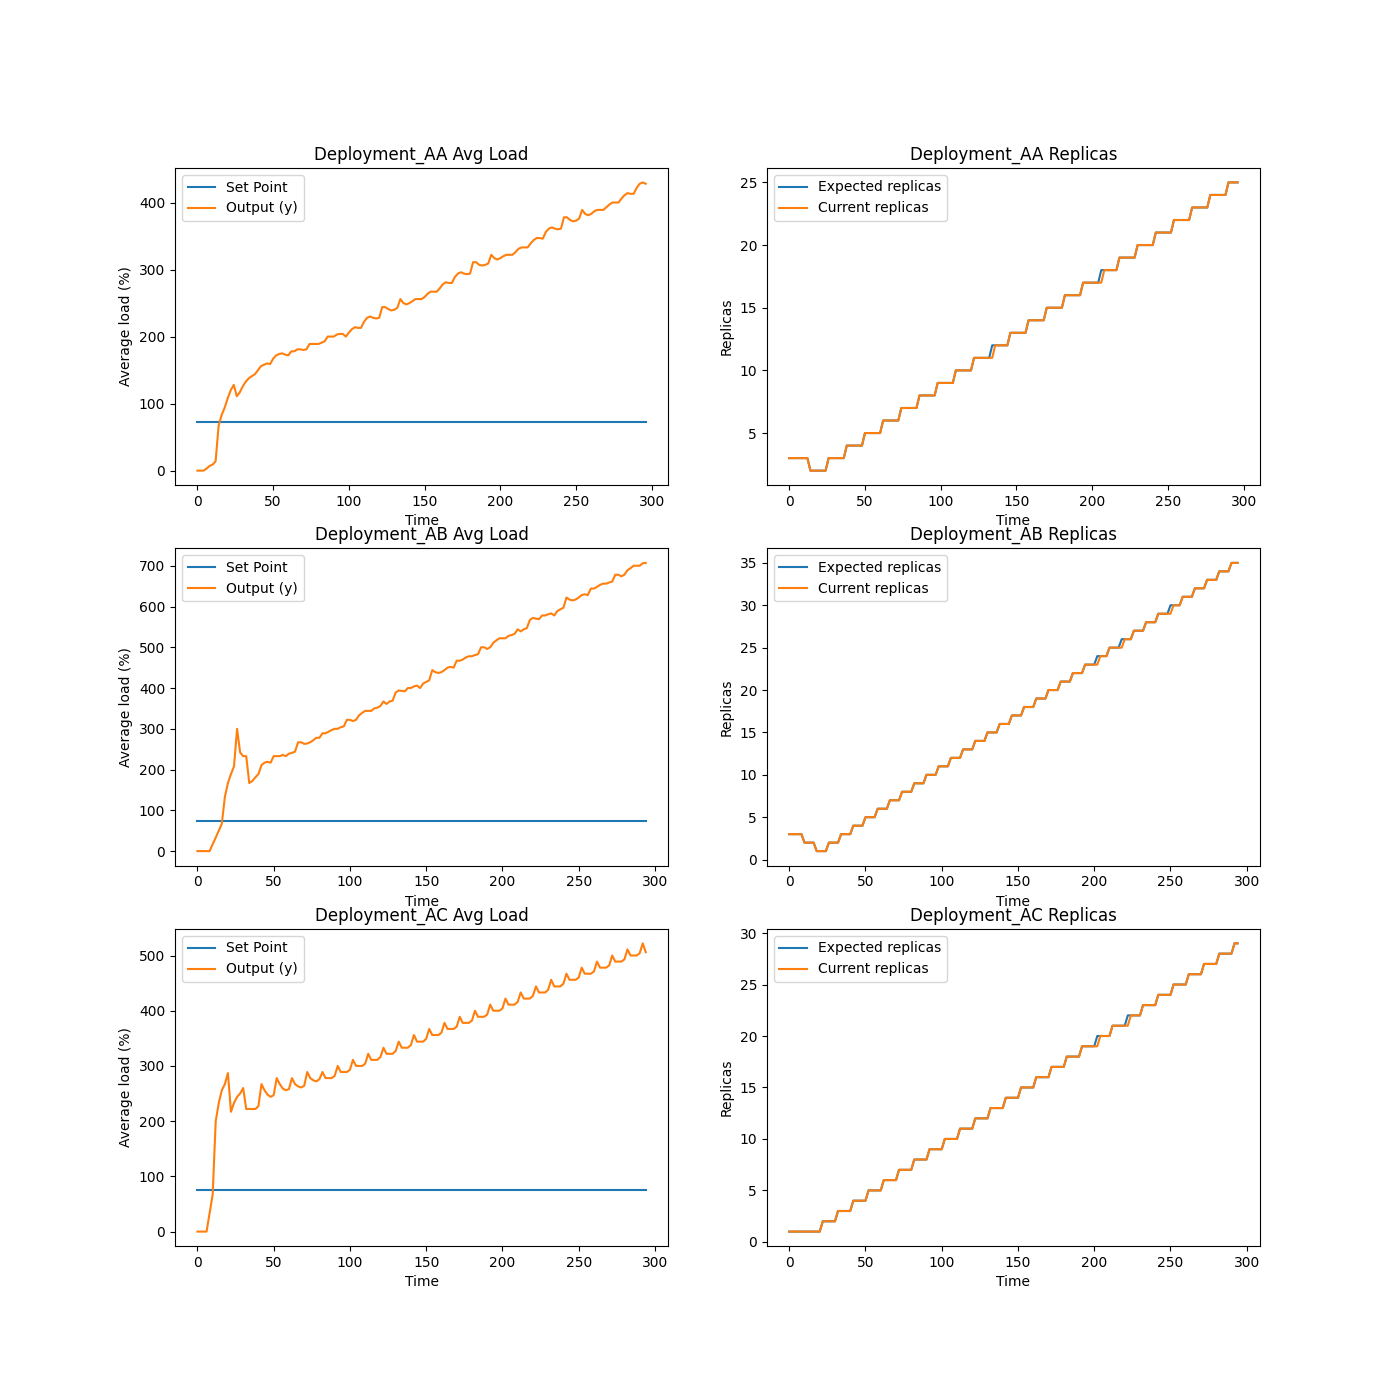 Deployment_AA Avg Load
Set Point
Output (y)
Average load (%)
400
300
200
100
0
0 50 100 150 200 250 300
Time
Deployment_AA Replicas
Expected replicas
Current replicas
Replicas
25
20
15
10
5
0 50 100 150 200 250 300
Time
Deployment_AB Avg Load
Set Point
Output (y)
Average load (%)
700
600
500
400
300
200
100
0
0 50 100 150 200 250 300
Time
Deployment_AB Replicas
Expected replicas
Current replicas
Replicas
35
30
25
20
15
10
5
0
0 50 100 150 200 250 300
Time
Deployment_AC Avg Load
Set Point
Output (y)
Average load (%)
500
400
300
200
100
0
0 50 100 150 200 250 300
Time
Deployment_AC Replicas
Expected replicas
Current replicas
Replicas
30
25
20
15
10
5
0
0 50 100 150 200 250 300
Time